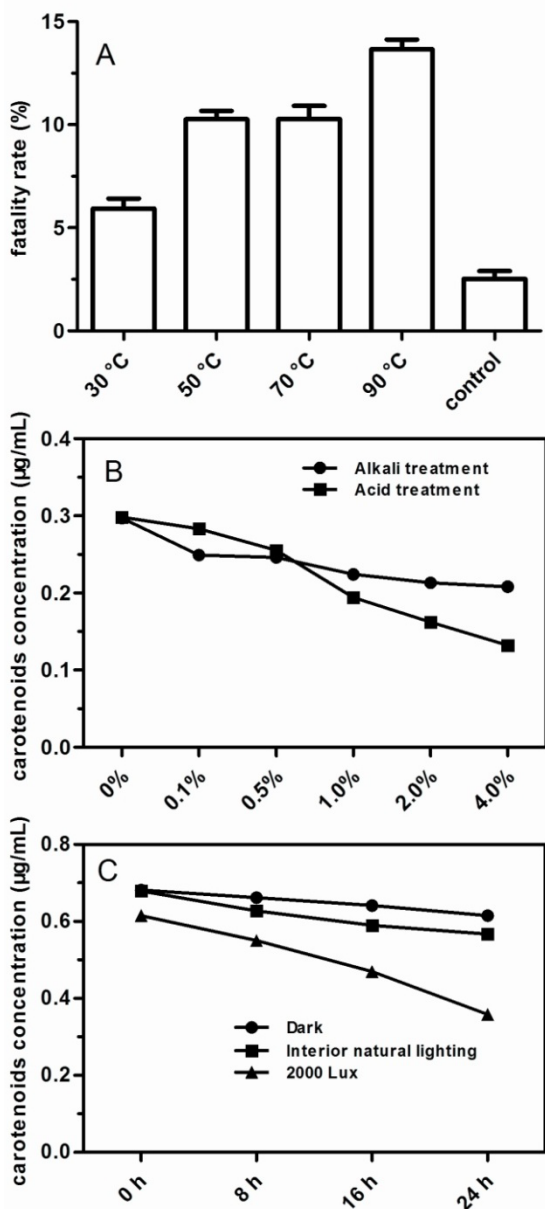 A
fatality rate (%)
15
10
5
0
30 °C
50 °C
70 °C
90 °C
control
B
carotenoids concentration (µg/mL)
0.4
0.3
0.2
0.1
0.0
Alkali treatment
Acid treatment
0%
0.1%
0.5%
1.0%
2.0%
4.0%
C
carotenoids concentration (µg/mL)
0.8
0.6
0.4
0.2
0.0
Dark
Interior natural lighting
2000 Lux
0 h
8 h
16 h
24 h